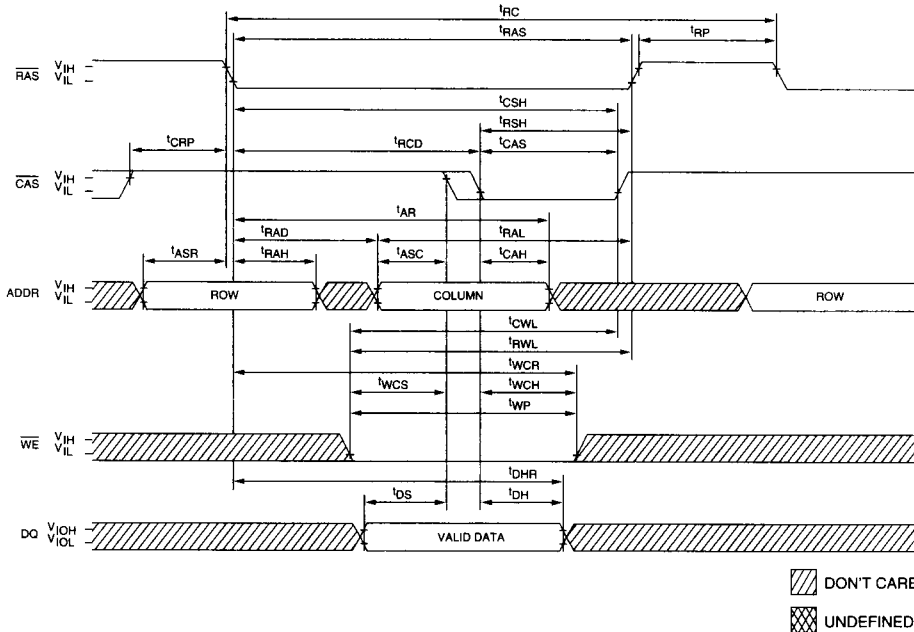 tRC
tRAS
tRP
RAS VIH
VIL
tCSH
tRSH
tCRP
tRCD
tCAS
CAS VIH
VIL
tAR
tRAD
tRAL
tASR
tRAH
tASC
tCAH
ADDR VIH
VIL
ROW
COLUMN
ROW
tCWL
tRWL
tWCR
tWCS
tWCH
tWP
WE VIH
VIL
tDHR
tDS
tDH
DQ VIOH
VIOL
VALID DATA
DON'T CARE
UNDEFINED